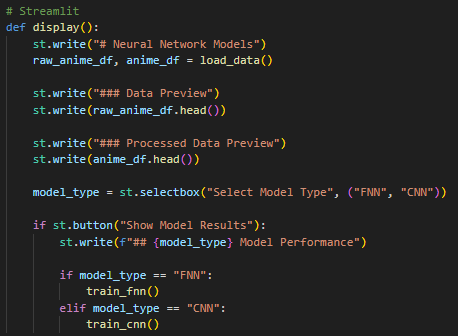 # Streamlit
def display():
    st.write("# Neural Network Models")
    raw_anime_df, anime_df = load_data()

    st.write("### Data Preview")
    st.write(raw_anime_df.head())

    st.write("### Processed Data Preview")
    st.write(anime_df.head())

    model_type = st.selectbox("Select Model Type", ("FNN", "CNN"))

    if st.button("Show Model Results"):
        st.write(f"## {model_type} Model Performance")

        if model_type == "FNN":
            train_fnn()
        elif model_type == "CNN":
            train_cnn()